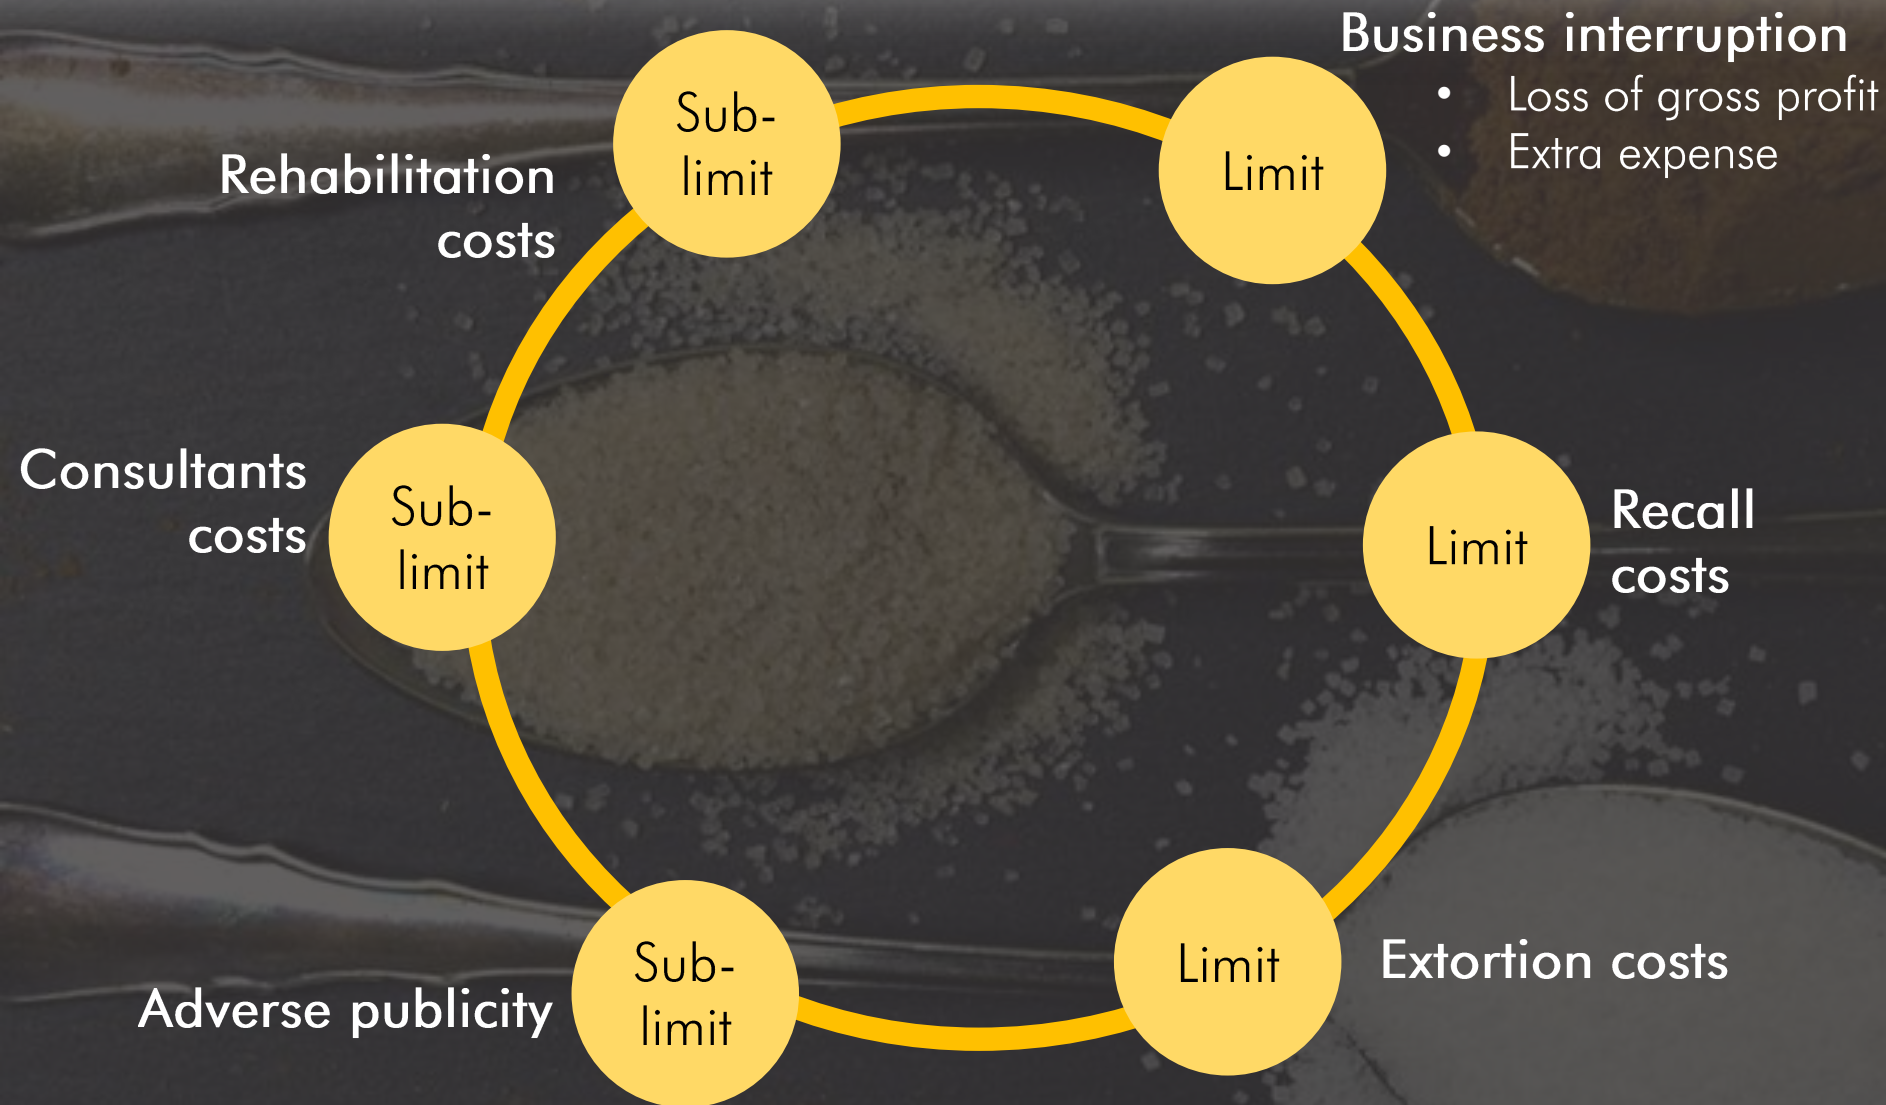 Business interruption
• Loss of gross profit
• Extra expense
Limit
Recall
costs
Limit
Extortion costs
Limit
Adverse publicity
Sub-
limit
Consultants
costs
Sub-
limit
Rehabilitation
costs
Sub-
limit